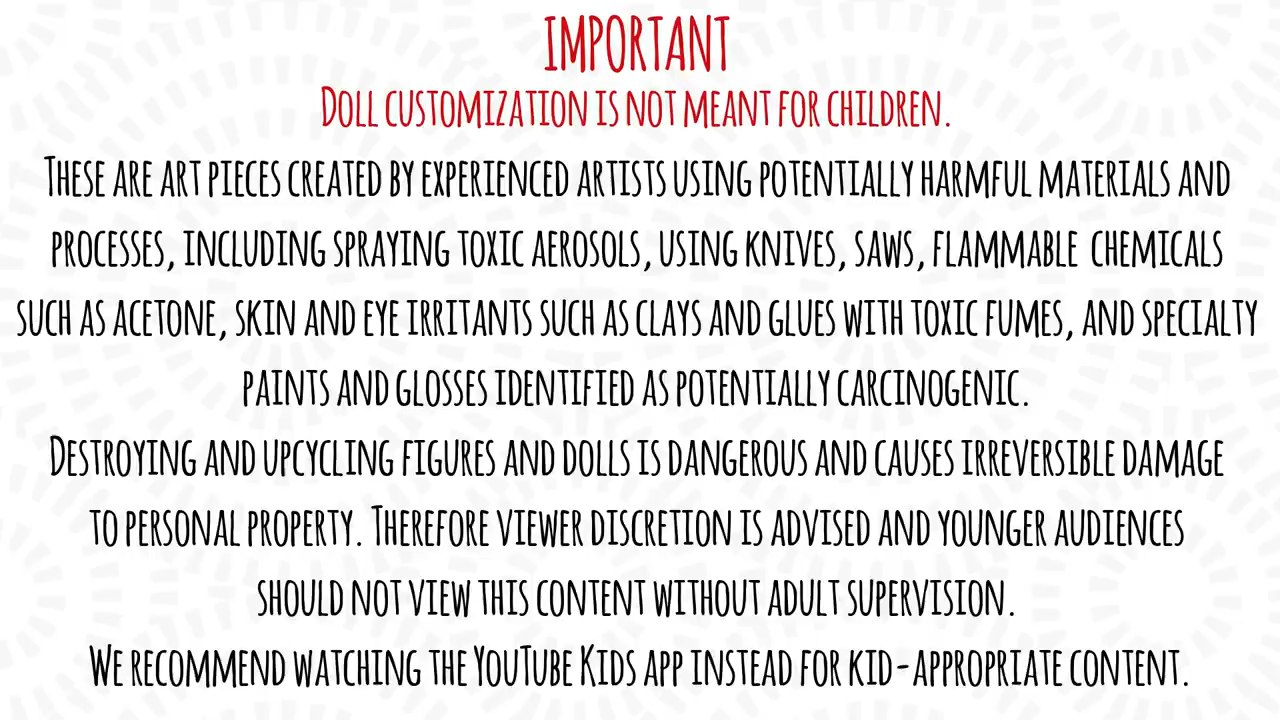 IMPORTANT
DOLL CUSTOMIZATION IS NOT MEANT FOR CHILDREN.
THESE ARE ART PIECES CREATED BY EXPERIENCED ARTISTS USING POTENTIALLY HARMFUL MATERIALS AND
PROCESSES, INCLUDING SPRAYING TOXIC AEROSOLS, USING KNIVES, SAWS, FLAMMABLE CHEMICALS
SUCH AS ACETONE, SKIN AND EYE IRRITANTS SUCH AS CLAYS AND GLUES WITH TOXIC FUMES, AND SPECIALTY
PAINTS AND GLOSSES IDENTIFIED AS POTENTIALLY CARCINOGENIC.
DESTROYING AND UPCYCLING FIGURES AND DOLLS IS DANGEROUS AND CAUSES IRREVERSIBLE DAMAGE
TO PERSONAL PROPERTY. THEREFORE VIEWER DISCRETION IS ADVISED AND YOUNGER AUDIENCES
SHOULD NOT VIEW THIS CONTENT WITHOUT ADULT SUPERVISION.
WE RECOMMEND WATCHING THE YOUTUBE KIDS APP INSTEAD FOR KID-APPROPRIATE CONTENT.